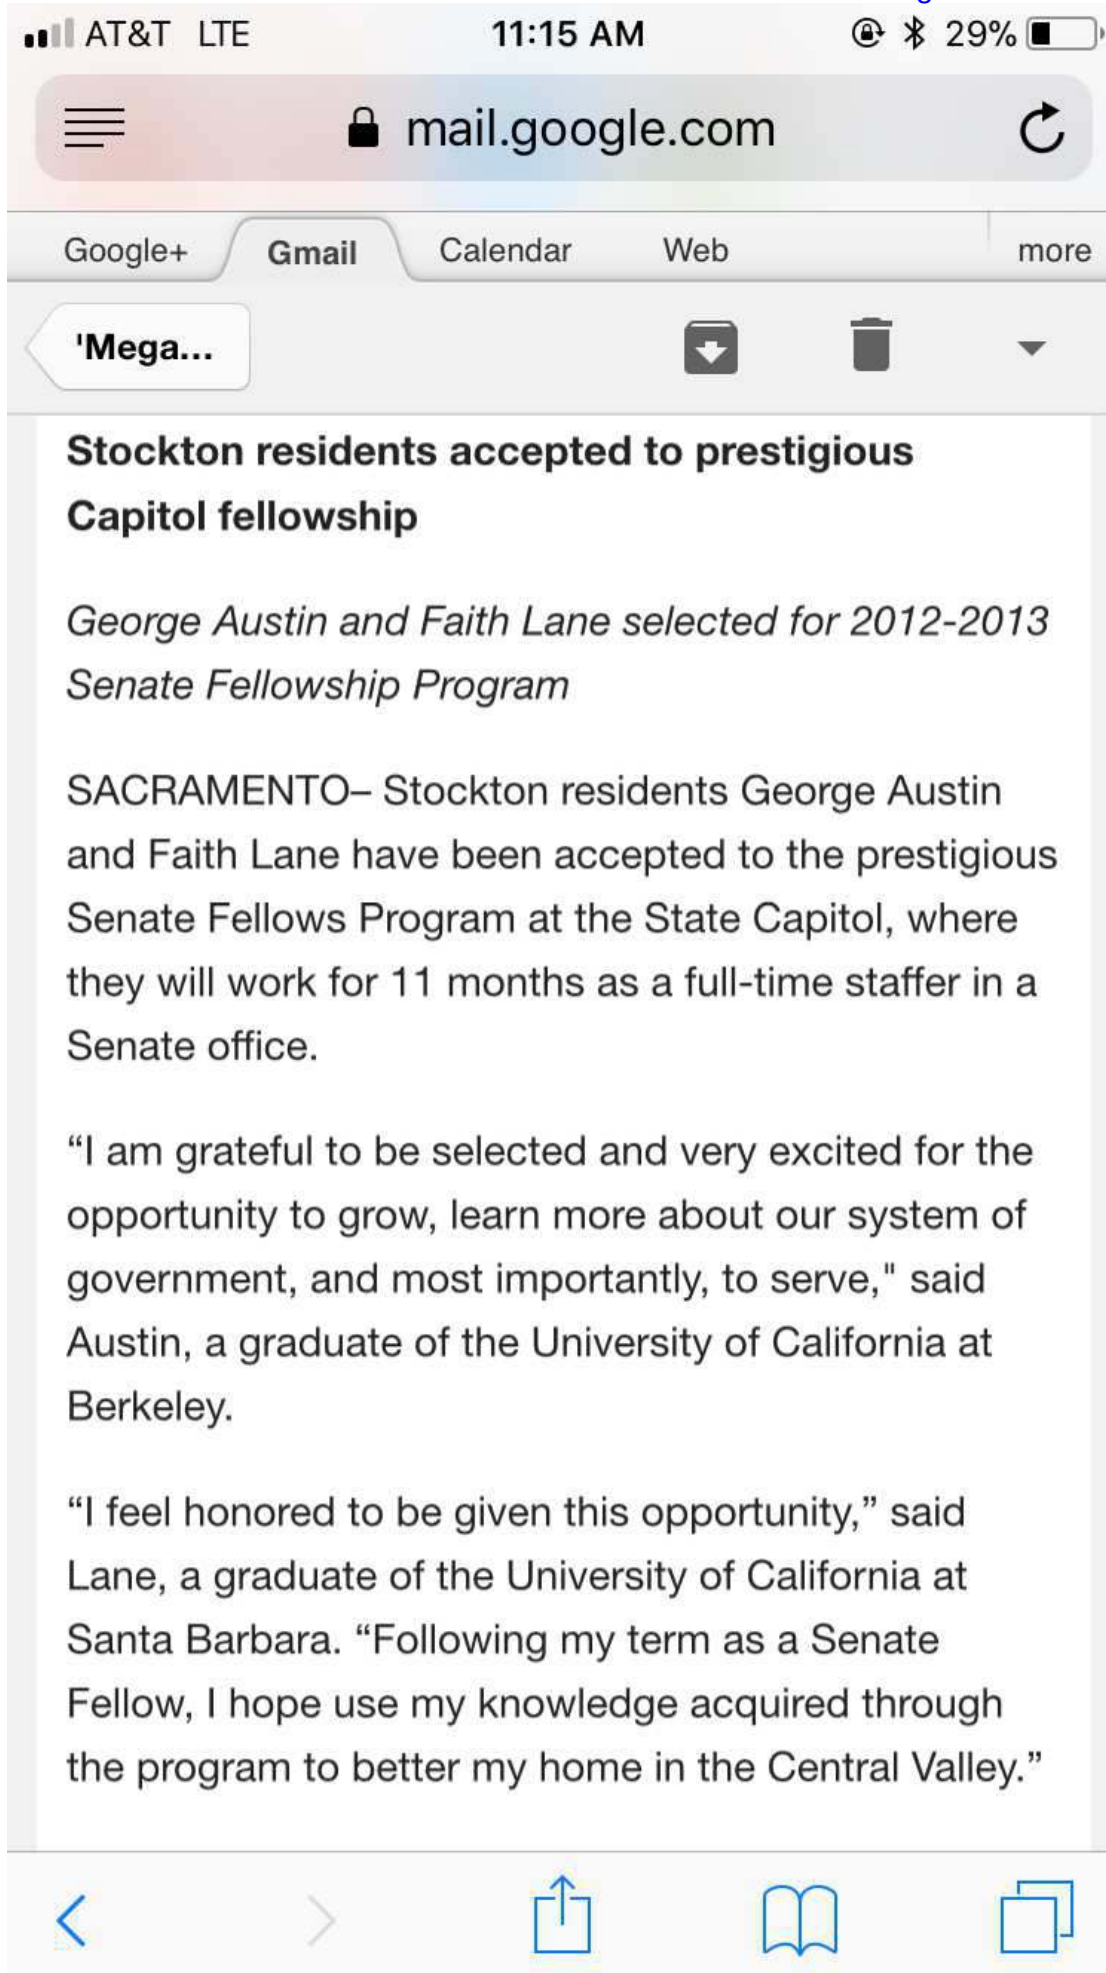 AT&T LTE 11:15 AM 29%
mail.google.com
Google+ Gmail Calendar Web more
'Mega...
Stockton residents accepted to prestigious
Capitol fellowship
George Austin and Faith Lane selected for 2012-2013
Senate Fellowship Program
SACRAMENTO– Stockton residents George Austin
and Faith Lane have been accepted to the prestigious
Senate Fellows Program at the State Capitol, where
they will work for 11 months as a full-time staffer in a
Senate office.
“I am grateful to be selected and very excited for the
opportunity to grow, learn more about our system of
government, and most importantly, to serve," said
Austin, a graduate of the University of California at
Berkeley.
“I feel honored to be given this opportunity,” said
Lane, a graduate of the University of California at
Santa Barbara. “Following my term as a Senate
Fellow, I hope use my knowledge acquired through
the program to better my home in the Central Valley.”